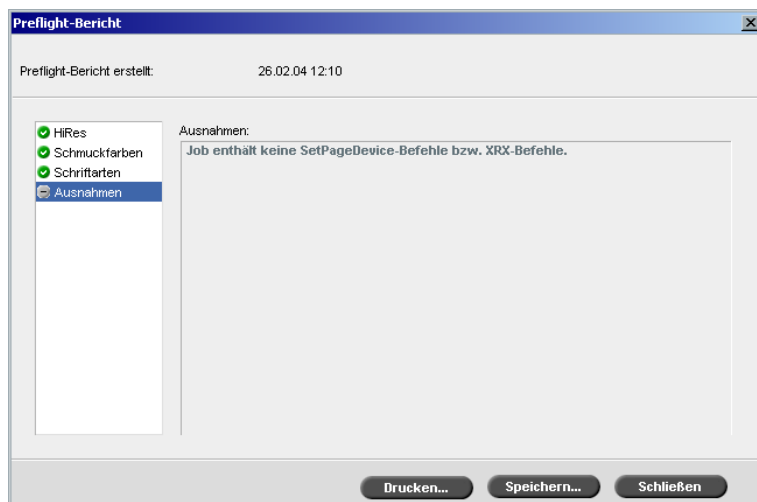 Preflight-Bericht
Preflight-Bericht erstellt: 26.02.04 12:10
HiRes
Schmuckfarben
Schriftarten
Ausnahmen
Ausnahmen:
Job enthält keine SetPageDevice-Befehle bzw. XRX-Befehle.
Drucken... Speichern... Schließen